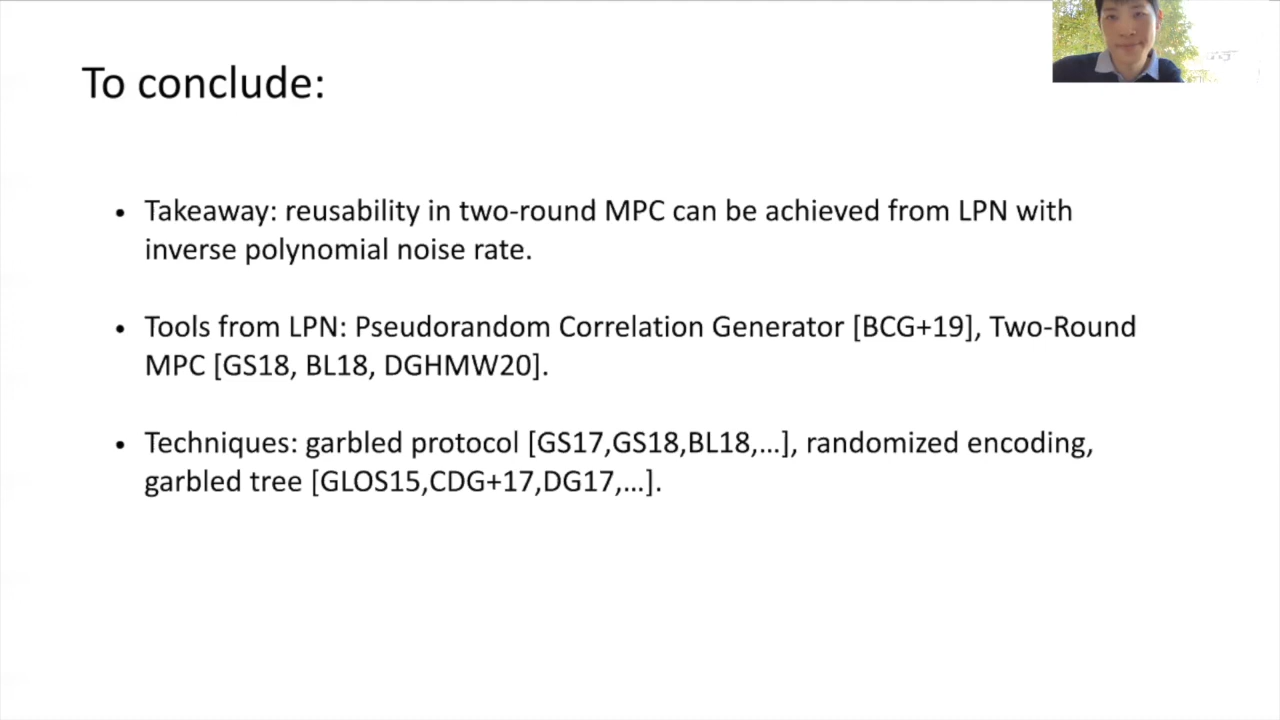 To conclude:
• Takeaway: reusability in two-round MPC can be achieved from LPN with
inverse polynomial noise rate.
• Tools from LPN: Pseudorandom Correlation Generator [BCG+19], Two-Round
MPC [GS18, BL18, DGHMW20].
• Techniques: garbled protocol [GS17,GS18,BL18,...], randomized encoding,
garbled tree [GLOS15,CDG+17,DG17,...].